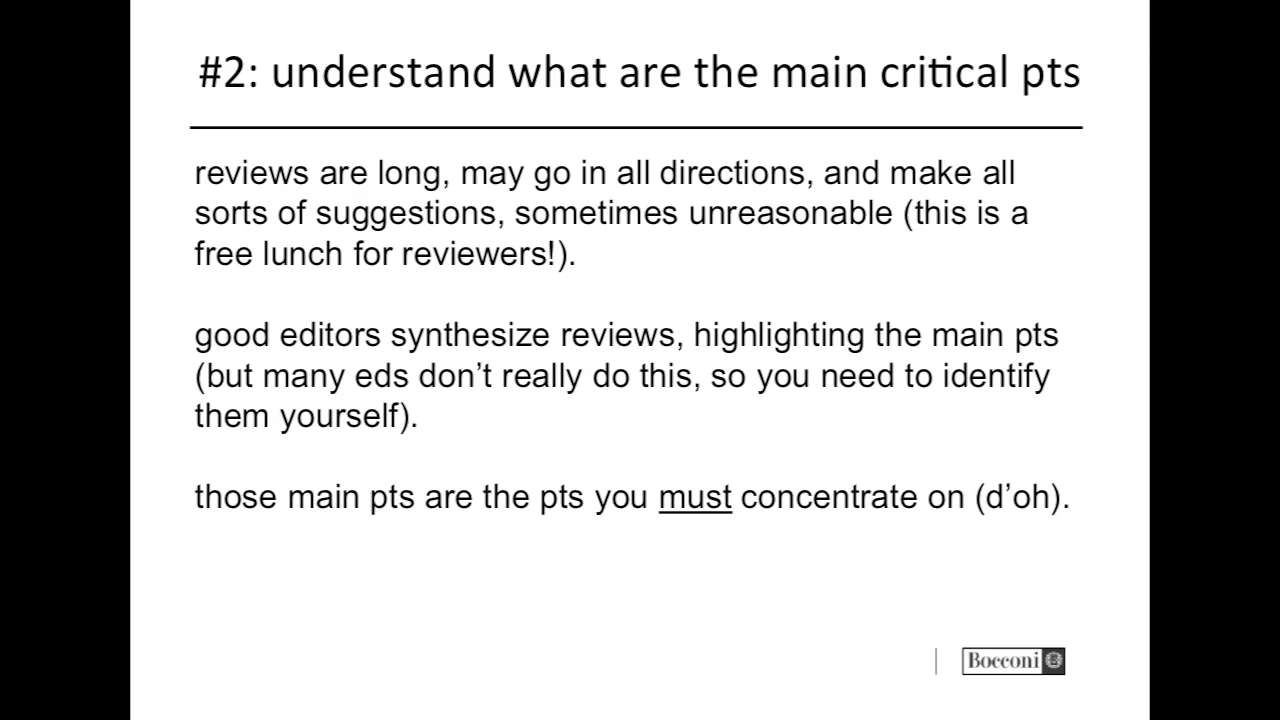 #2: understand what are the main critical pts
reviews are long, may go in all directions, and make all
sorts of suggestions, sometimes unreasonable (this is a
free lunch for reviewers!).
good editors synthesize reviews, highlighting the main pts
(but many eds don’t really do this, so you need to identify
them yourself).
those main pts are the pts you must concentrate on (d’oh).
Bocconi